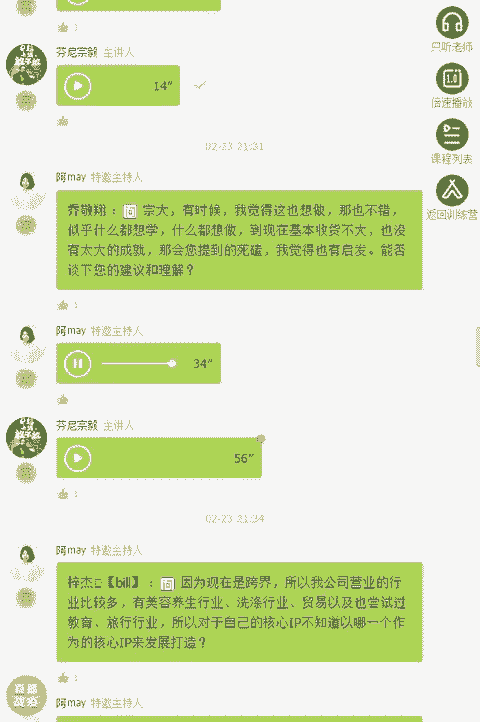 1
芬尼宗毅 主讲人
14"
只听老师
1.0
倍速播放
课程列表
返回训练营
02-23 21:31
阿may 特邀主持人
乔敬翔：问 宗大，有时候，我觉得这也想做，那也不错，
似乎什么都想学，什么都想做，到现在基本收货不大，也没
有太大的成就，那会您提到的死磕，我觉得也有启发。能否
谈下您的建议和理解？
1
阿may 特邀主持人
34"
芬尼宗毅 主讲人
56"
1
02-23 21:34
阿may 特邀主持人
梓杰【bill】：问 因为现在是跨界，所以我公司营业的行
业比较多，有美容养生行业、洗涤行业、贸易以及也尝试过
教育、旅行行业，所以对于自己的核心IP不知道以哪一个作
为的核心IP来发展打造？
1
阿may 特邀主持人